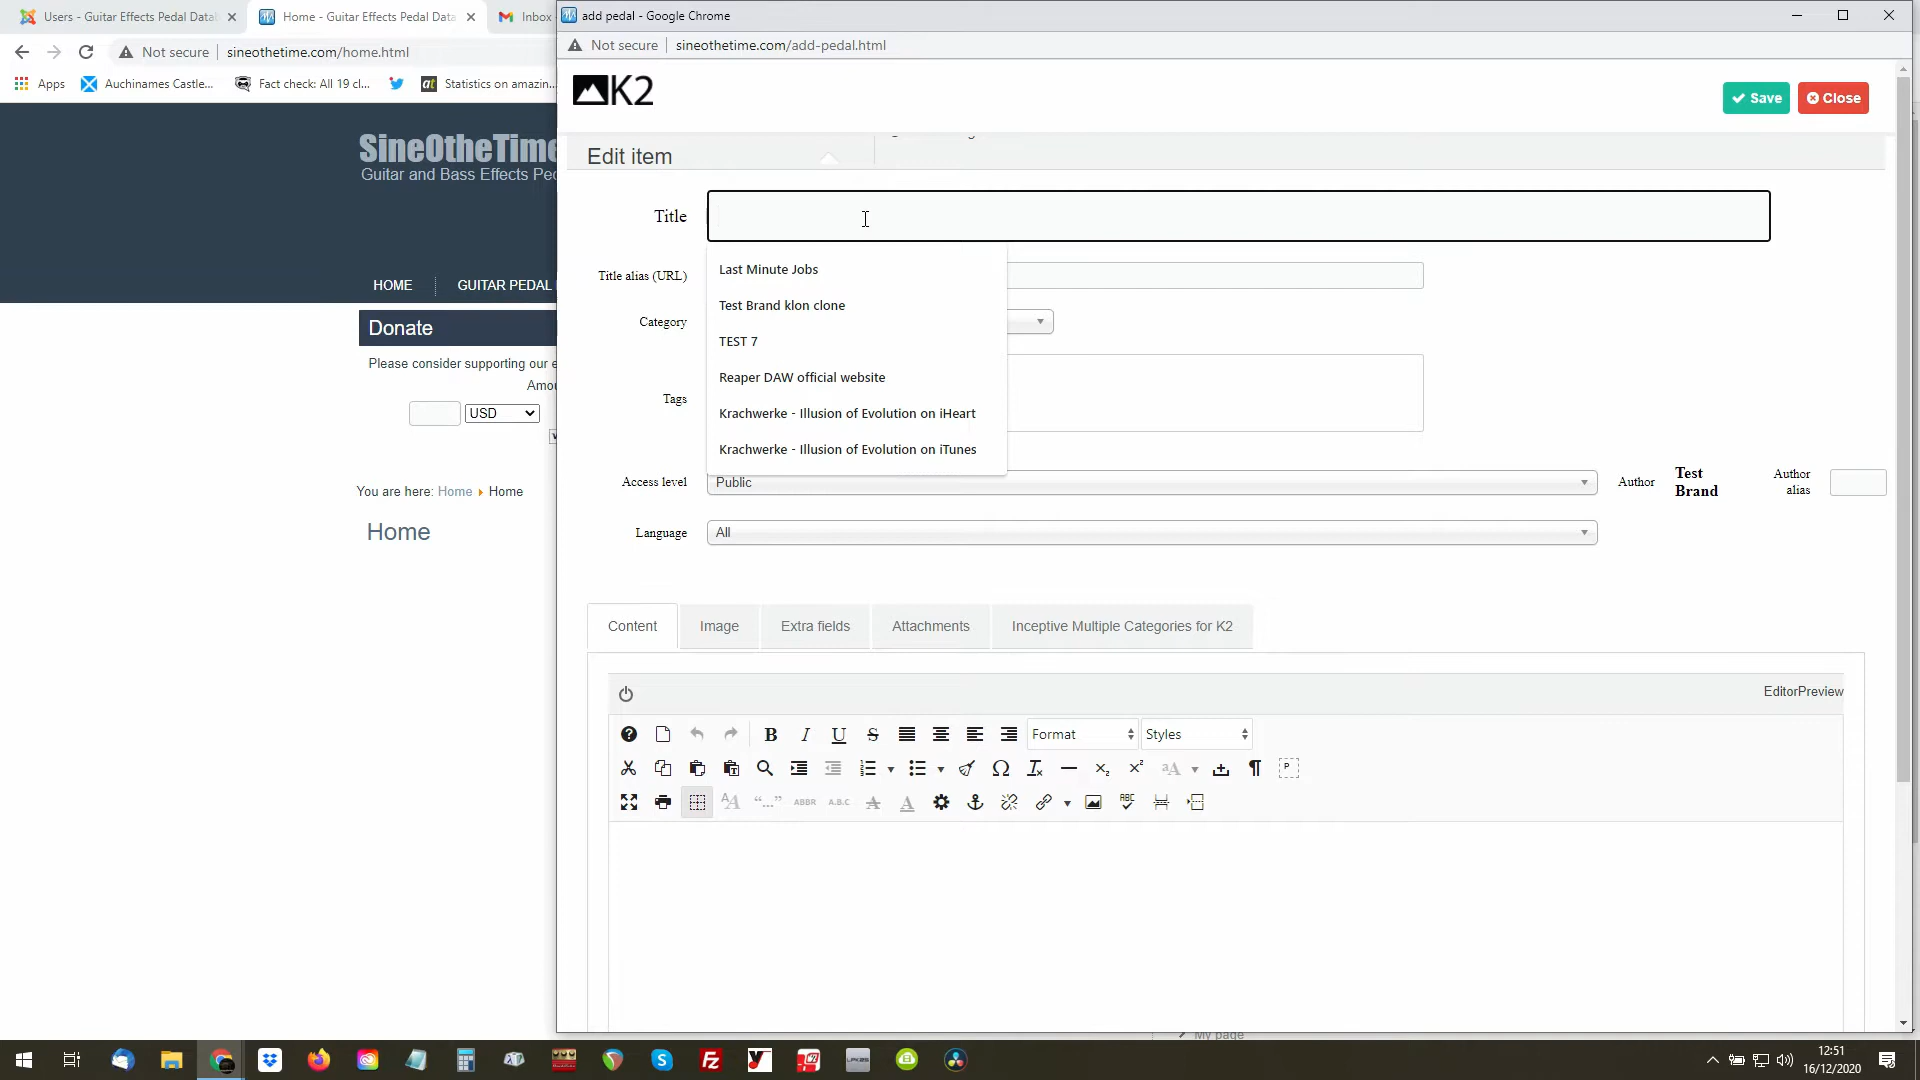 Users - Guitar Effects Pedal Datab
Home - Guitar Effects Pedal Data
Inbox
add pedal - Google Chrome
Not secure
sineothetime.com/home.html
Not secure
sineothetime.com/add-pedal.html
Apps
Auchinames Castle...
Fact check: All 19 cl...
Statistics on amazin...
K2
Save
Close
SineOtheTime
Guitar and Bass Effects Pe
HOME
GUITAR PEDAL
Donate
Please consider supporting our e
Amou
USD
You are here: Home
Home
Home
Edit item
Title
Title alias (URL)
Category
Tags
Last Minute Jobs
Test Brand klon clone
TEST 7
Reaper DAW official website
Krachwerke - Illusion of Evolution on iHeart
Krachwerke - Illusion of Evolution on iTunes
Access level
Public
Author
Test Brand
Author alias
Language
All
Content
Image
Extra fields
Attachments
Inceptive Multiple Categories for K2
EditorPreview
Format
Styles
ABBR
A.B.C
My page
12:51
16/12/2020